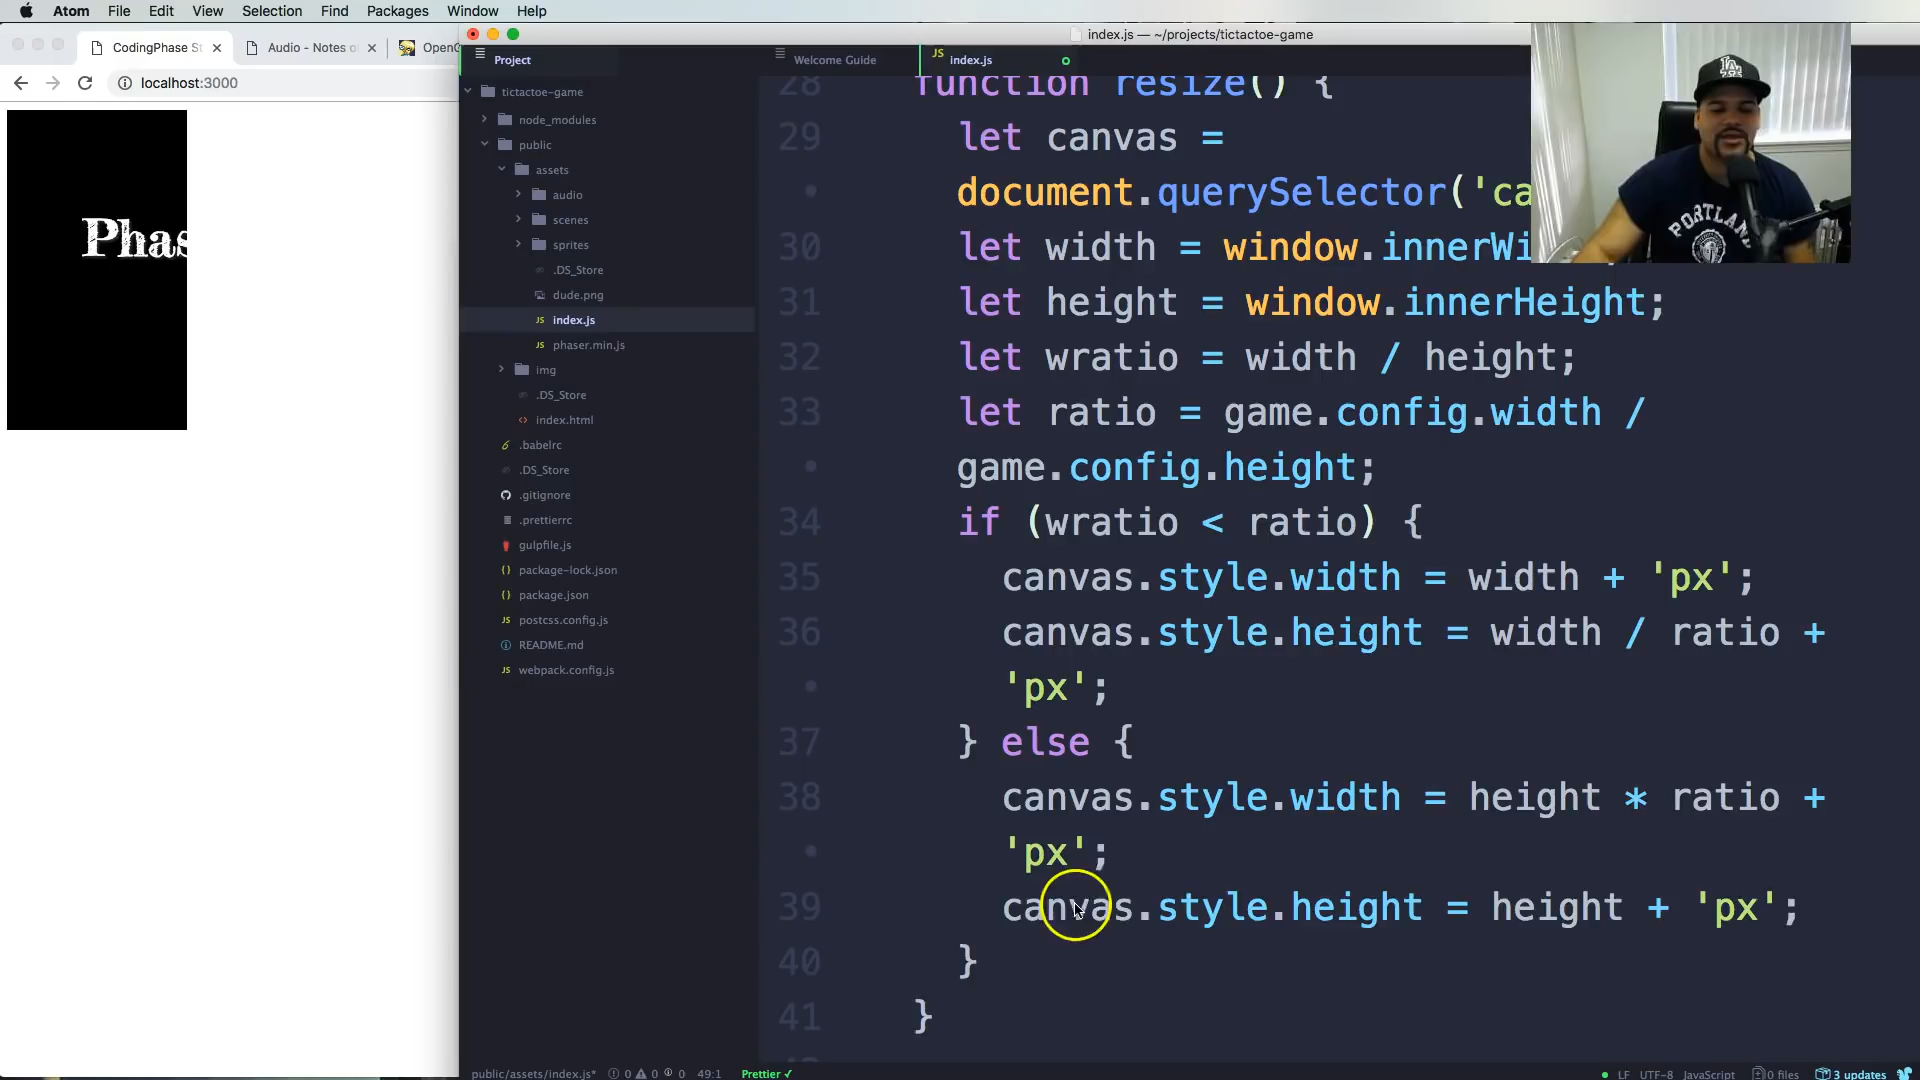 Atom File Edit View Selection Find Packages Window Help
index.js — ~/projects/tictactoe-game
CodingPhase S
Audio - Notes o
Open
localhost:3000
Phas
Project
Welcome Guide
index.js
tictactoe-game
node_modules
public
assets
audio
scenes
sprites
.DS_Store
dude.png
index.js
phaser.min.js
img
.DS_Store
index.html
.babelrc
.DS_Store
.gitignore
.prettierrc
gulpfile.js
package-lock.json
package.json
postcss.config.js
README.md
webpack.config.js
28 function resize() {
29 let canvas =
document.querySelector('ca
30 let width = window.innerWi
31 let height = window.innerHeight;
32 let wratio = width / height;
33 let ratio = game.config.width /
game.config.height;
34 if (wratio < ratio) {
35 canvas.style.width = width + 'px';
36 canvas.style.height = width / ratio +
'px';
37 } else {
38 canvas.style.width = height * ratio +
'px';
39 canvas.style.height = height + 'px';
40 }
41 }
LA
PORTLAND
public/assets/index.js* 0 0 0 49:1 Prettier ✓ LF UTF-8 JavaScript 0 files 3 updates